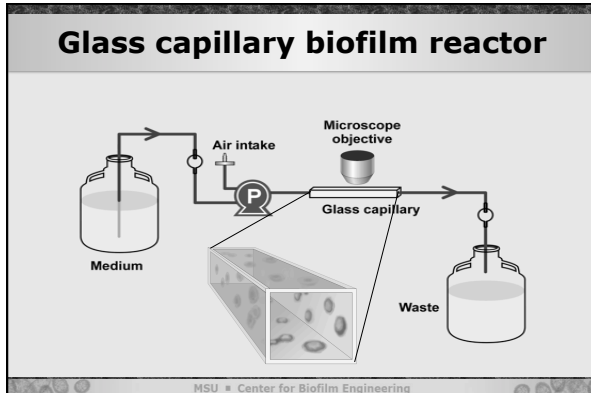 Glass capillary biofilm reactor
Microscope
objective
Air intake
P
Glass capillary
Medium
Waste
MSU ▪ Center for Biofilm Engineering